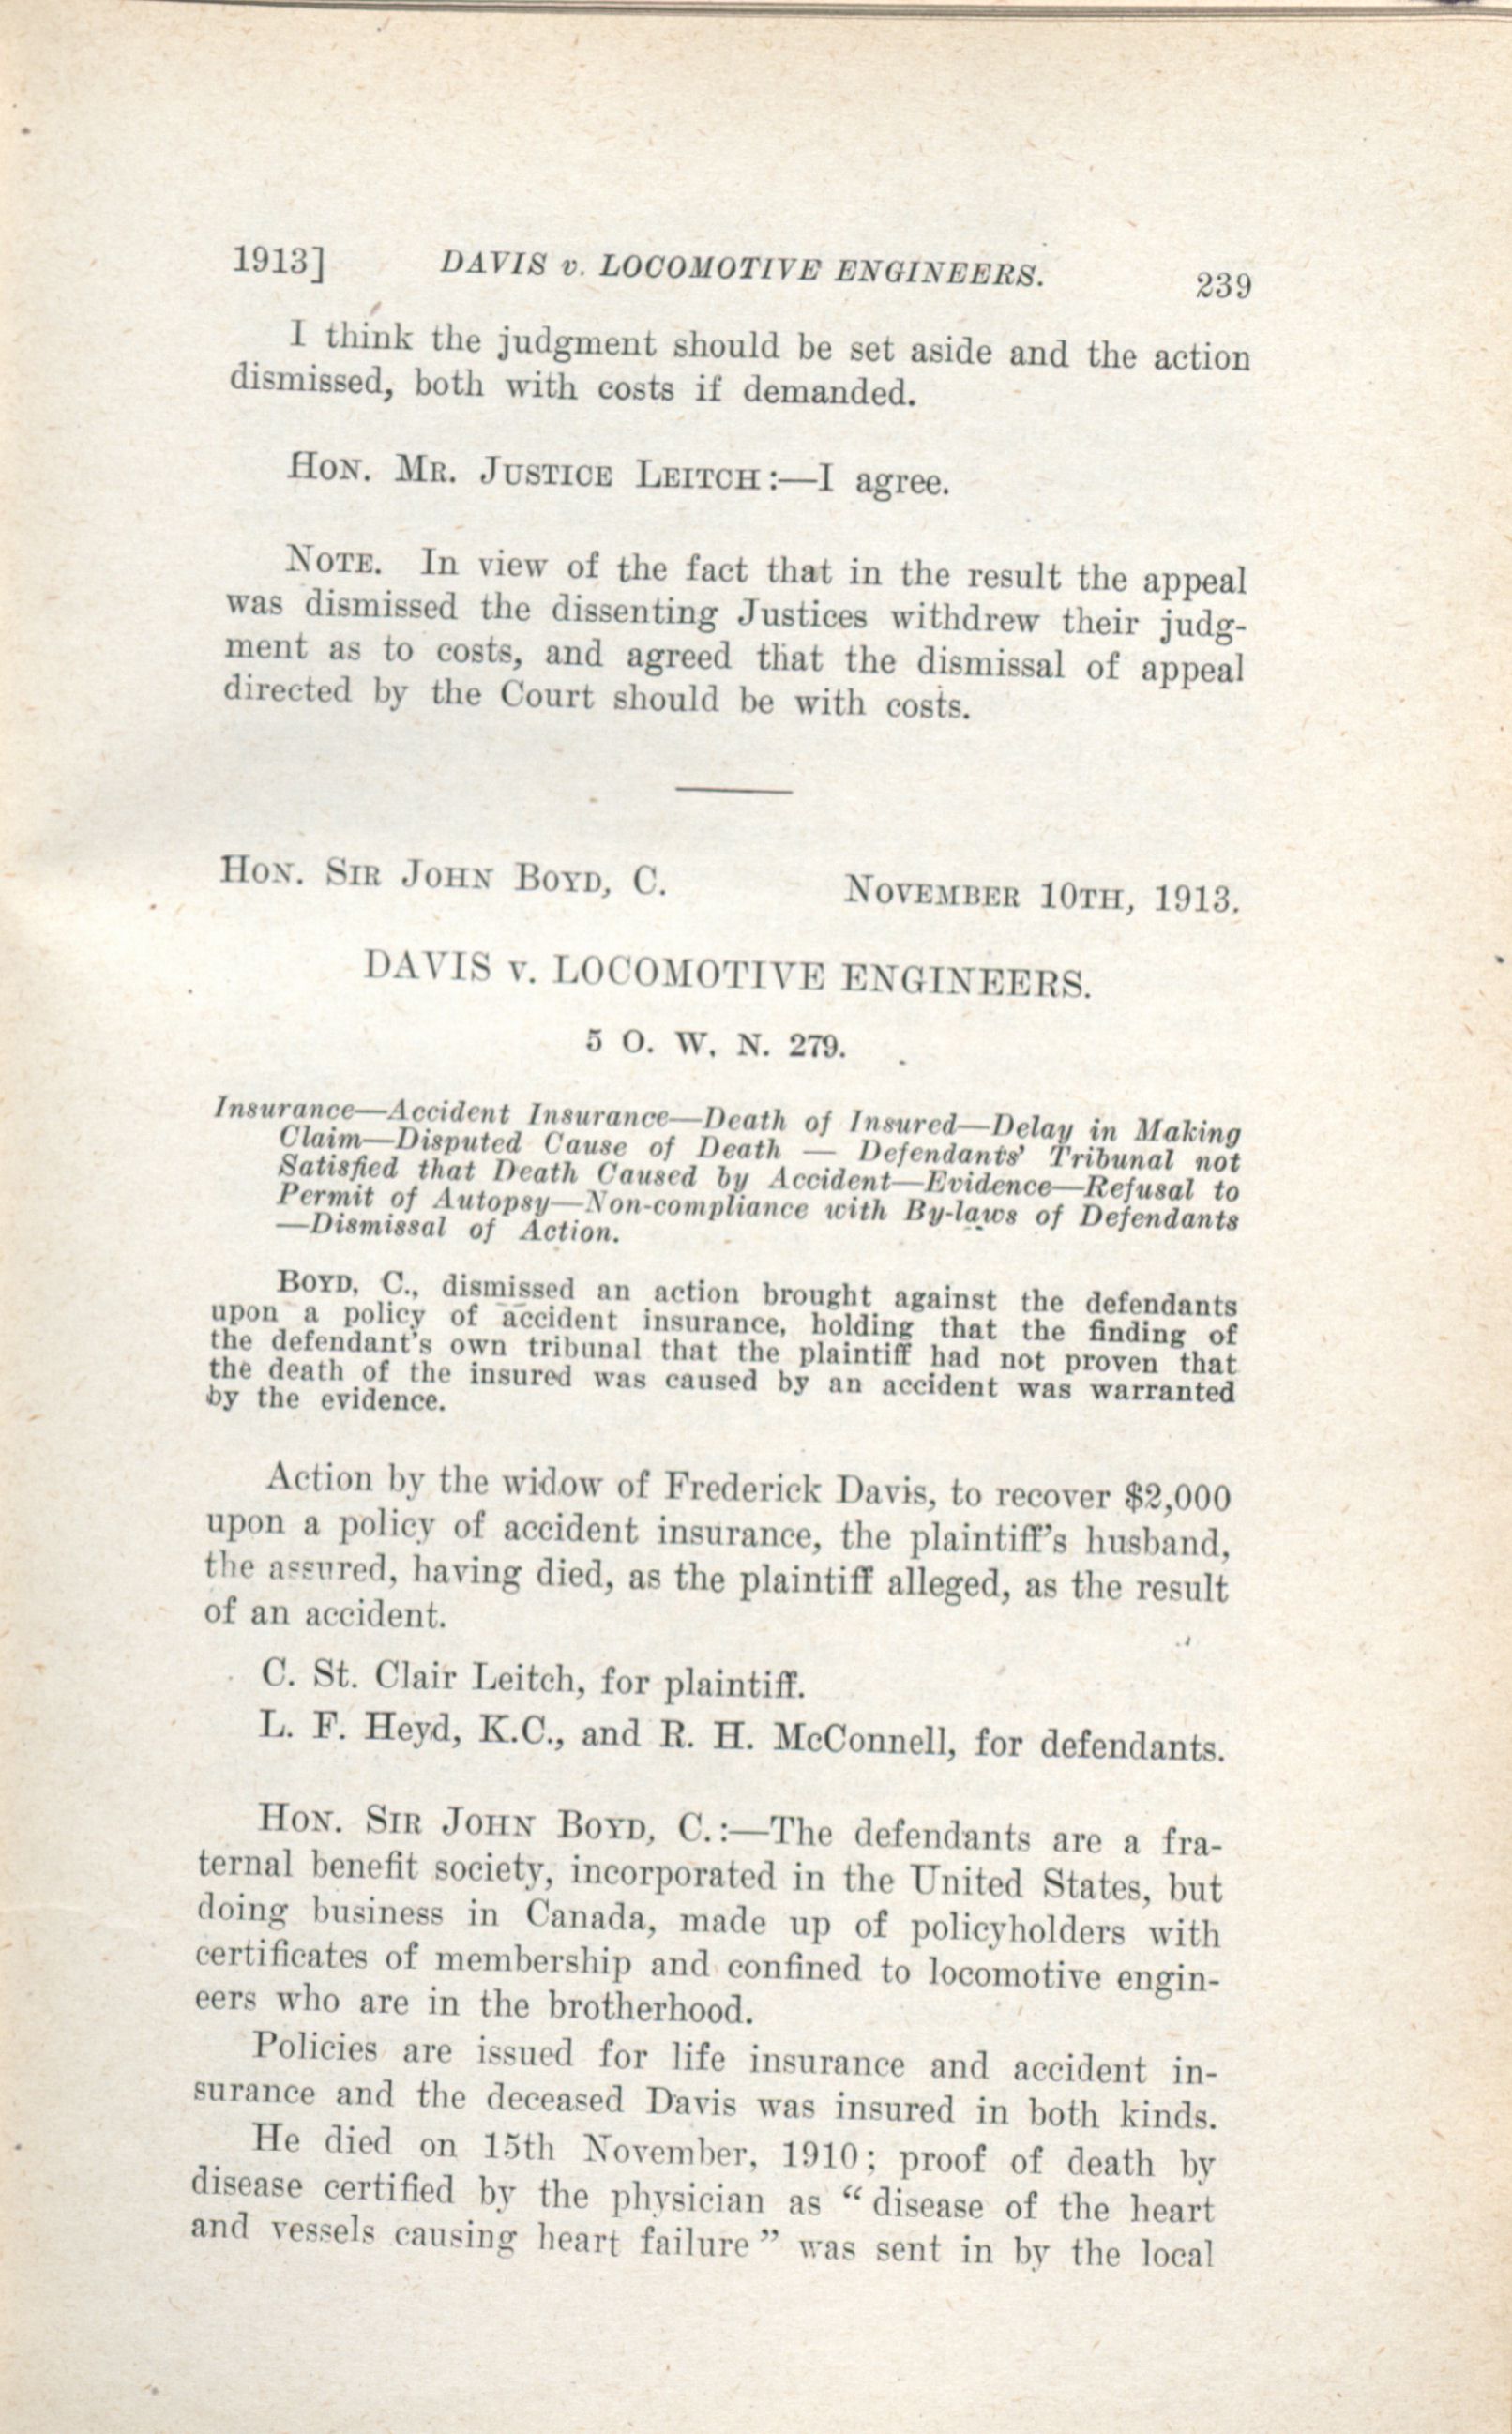 1913]
DAVIS v. LOCOMOTIVE ENGINEERS.
239
I think the judgment should be set aside and the action
dismissed, both with costs if demanded.
HON. MR. JUSTICE LEITCH:—I agree.
NOTE. In view of the fact that in the result the appeal
was dismissed the dissenting Justices withdrew their judg-
ment as to costs, and agreed that the dismissal of appeal
directed by the Court should be with costs.
HON. SIR JOHN BOYD, C.
NOVEMBER 10TH, 1913.
DAVIS v. LOCOMOTIVE ENGINEERS.
5 O. W. N. 279.
Insurance—Accident Insurance—Death of Insured—Delay in Making
Claim—Disputed Cause of Death — Defendants' Tribunal not
Satisfied that Death Caused by Accident—Evidence—Refusal to
Permit of Autopsy—Non-compliance with By-laws of Defendants
—Dismissal of Action.
BOYD, C., dismissed an action brought against the defendants
upon a policy of accident insurance, holding that the finding of
the defendant's own tribunal that the plaintiff had not proven that
the death of the insured was caused by an accident was warranted
by the evidence.
Action by the widow of Frederick Davis, to recover $2,000
upon a policy of accident insurance, the plaintiff's husband,
the assured, having died, as the plaintiff alleged, as the result
of an accident.
C. St. Clair Leitch, for plaintiff.
L. F. Heyd, K.C., and R. H. McConnell, for defendants.
HON. SIR JOHN BOYD, C.:—The defendants are a fra-
ternal benefit society, incorporated in the United States, but
doing business in Canada, made up of policyholders with
certificates of membership and confined to locomotive engin-
eers who are in the brotherhood.
Policies are issued for life insurance and accident in-
surance and the deceased Davis was insured in both kinds.
He died on 15th November, 1910; proof of death by
disease certified by the physician as “ disease of the heart
and vessels causing heart failure ” was sent in by the local